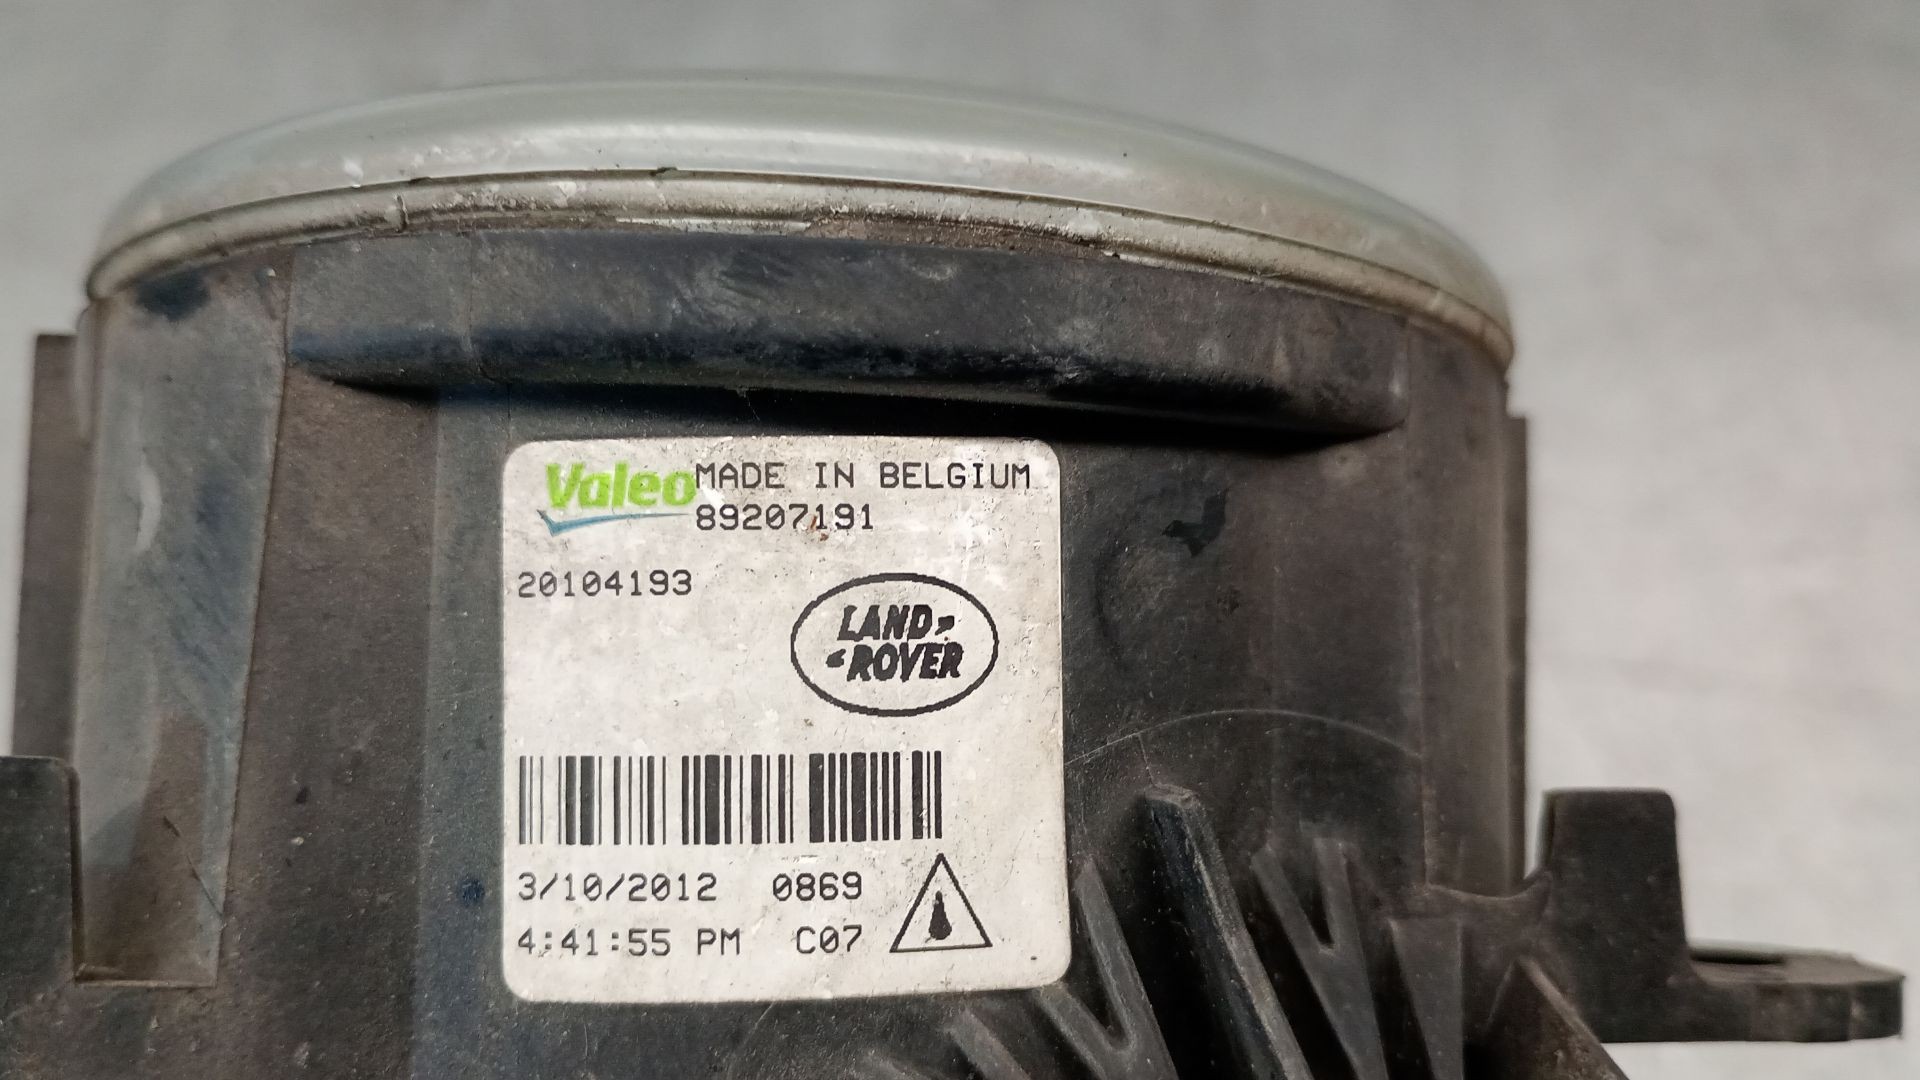 Valeo MADE IN BELGIUM
89207191
20104193
LAND
ROVER
3/10/2012 0869
4:41:55 PM C07